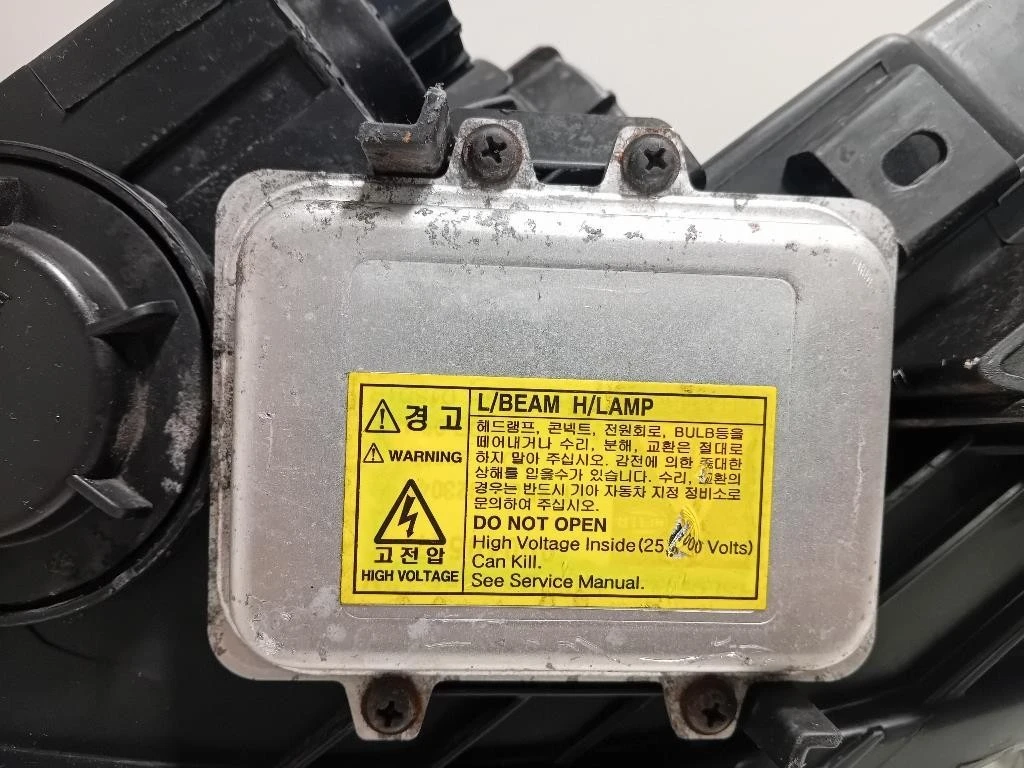 경고
WARNING
고전압
HIGH VOLTAGE
L/BEAM H/LAMP
헤드램프, 콘넥트, 전원회로, BULB등을
떼어내거나 수리, 분해, 교환은 절대로
하지 말아 주십시오. 감전에 의한 중대한
상해를 입을수가 있습니다. 수리, 교환의
경우는 반드시 기아 자동차 지정 정비소로
문의하여 주십시오.
DO NOT OPEN
High Voltage Inside(25,000 Volts)
Can Kill.
See Service Manual.